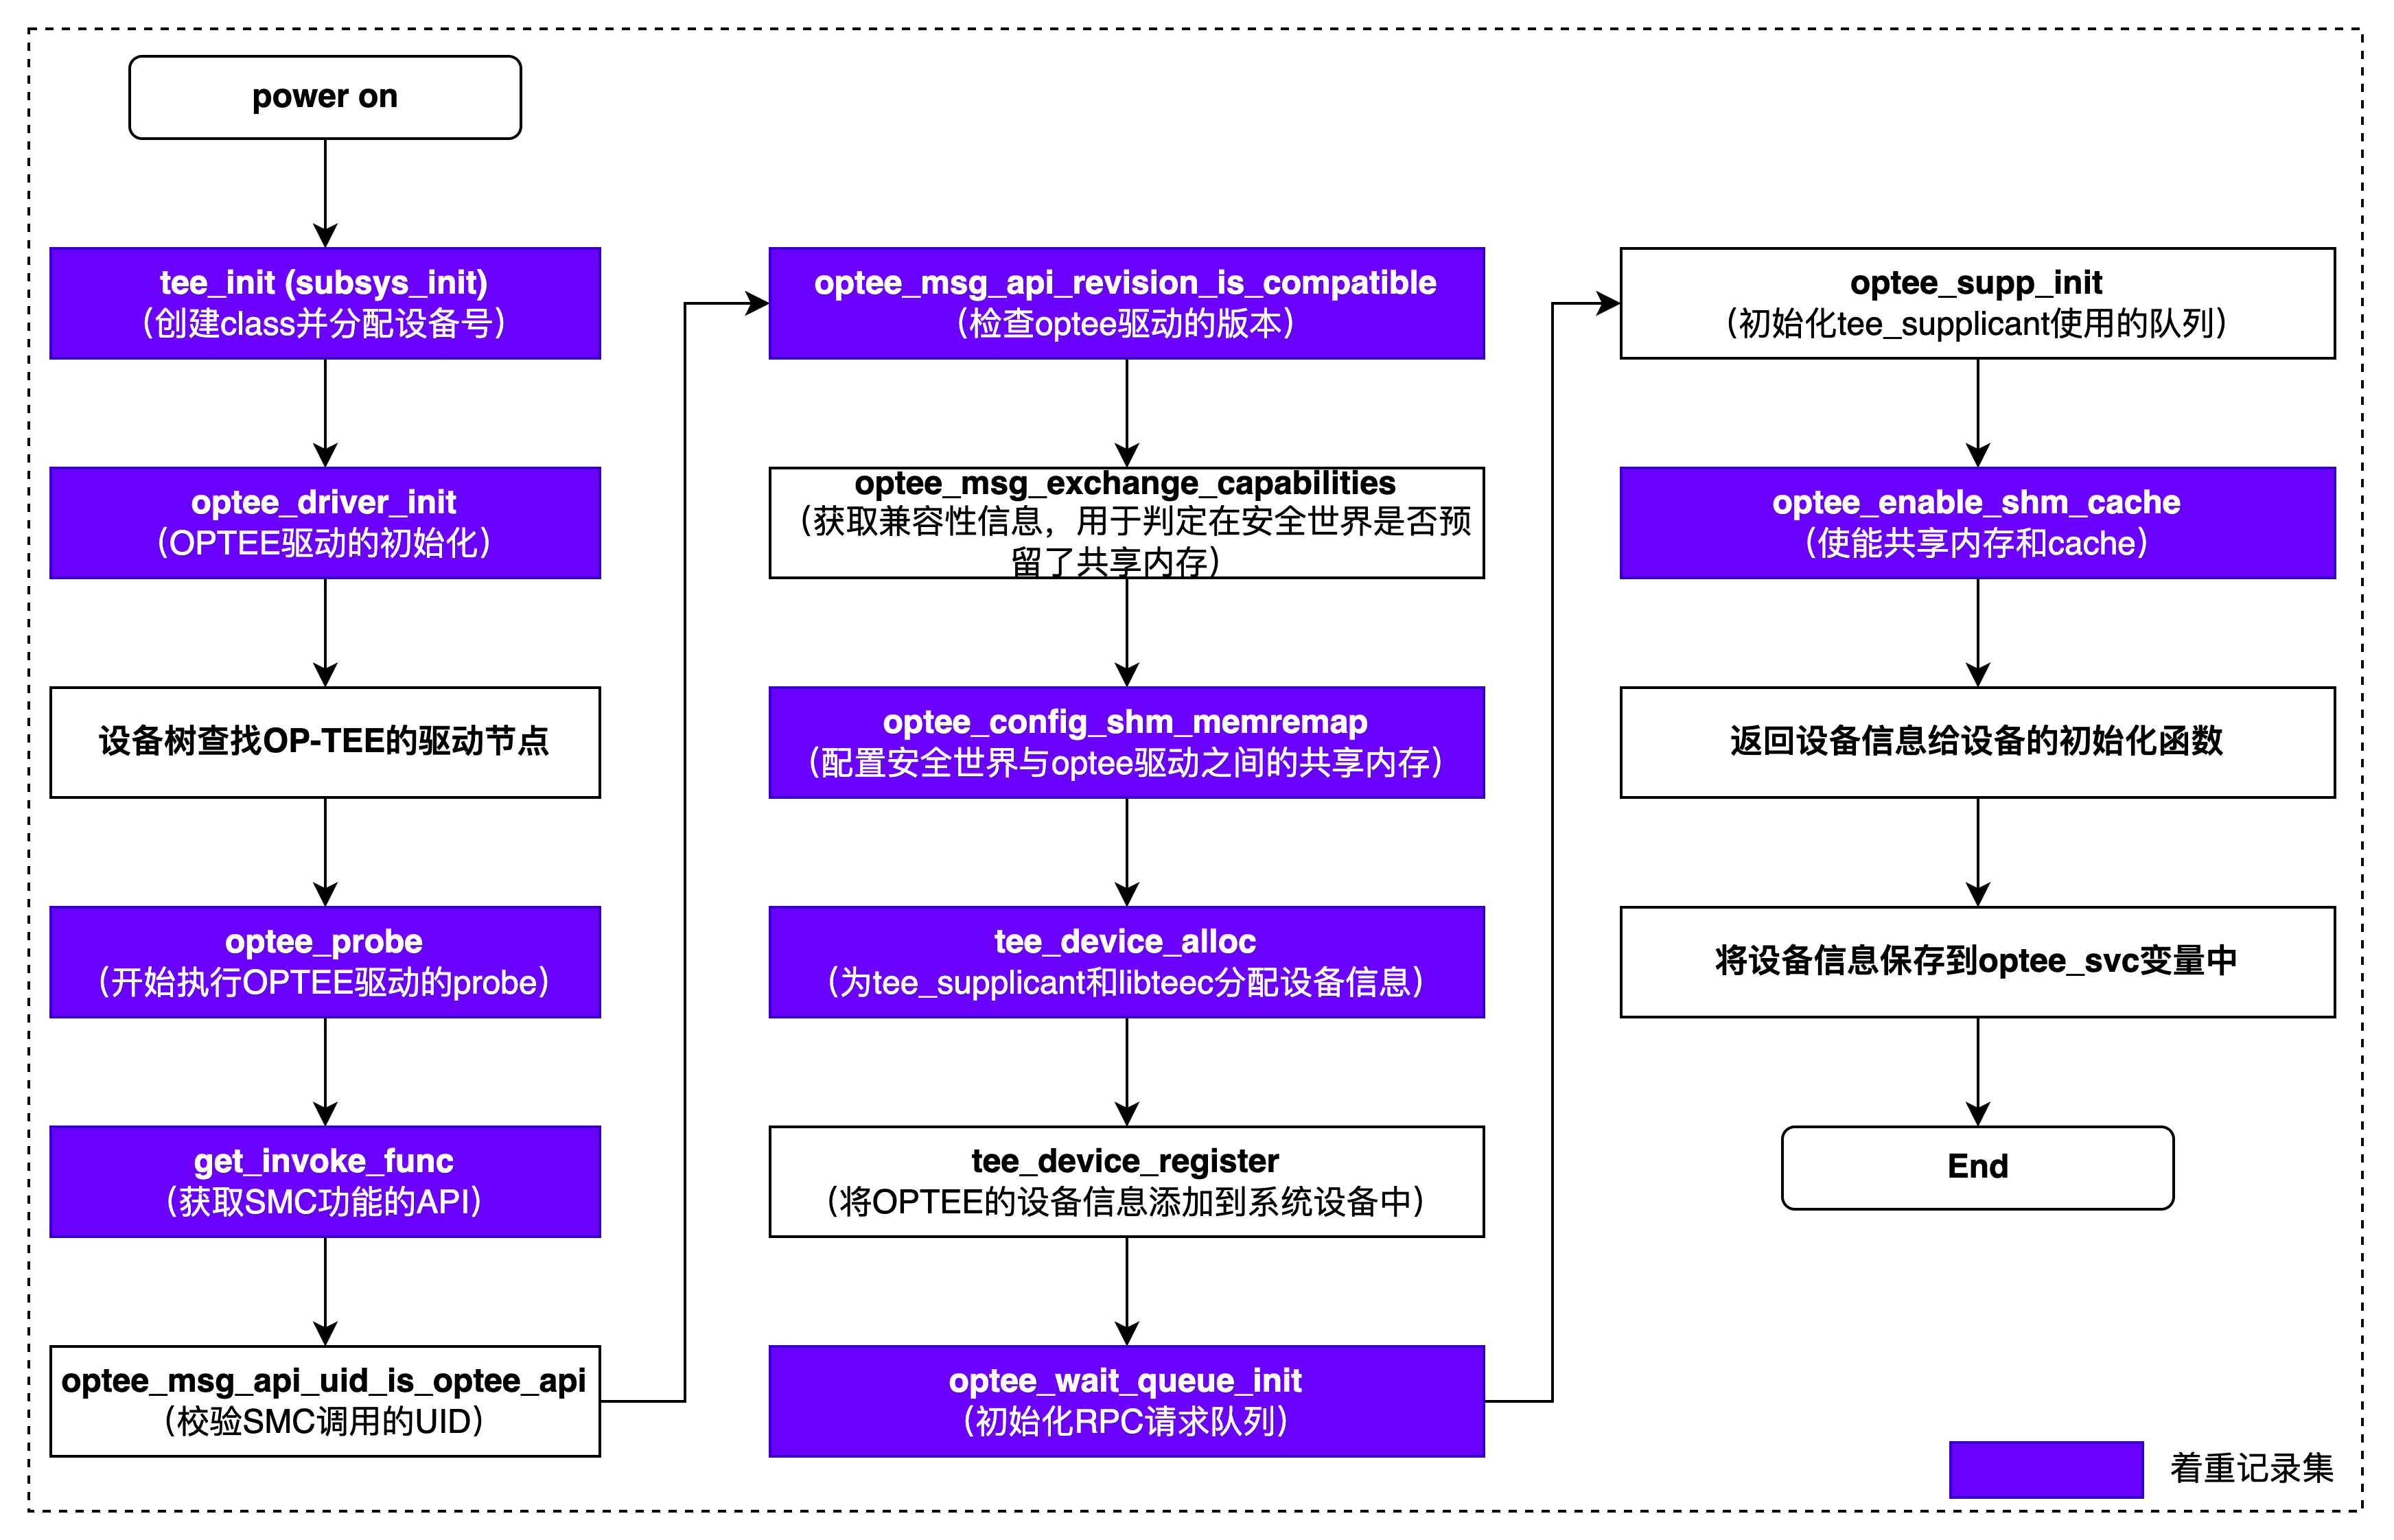 power on
tee_init (subsys_init)
（创建class并分配设备号）
optee_driver_init
（OPTEE驱动的初始化）
设备树查找OP-TEE的驱动节点
optee_probe
（开始执行OPTEE驱动的probe）
get_invoke_func
（获取SMC功能的API）
optee_msg_api_uid_is_optee_api
（校验SMC调用的UID）
optee_msg_api_revision_is_compatible
（检查optee驱动的版本）
optee_msg_exchange_capabilities
（获取兼容性信息，用于判定在安全世界是否预
留了共享内存）
optee_config_shm_memremap
（配置安全世界与optee驱动之间的共享内存）
tee_device_alloc
（为tee_supplicant和libteec分配设备信息）
tee_device_register
（将OPTEE的设备信息添加到系统设备中）
optee_wait_queue_init
（初始化RPC请求队列）
optee_supp_init
（初始化tee_supplicant使用的队列）
optee_enable_shm_cache
（使能共享内存和cache）
返回设备信息给设备的初始化函数
将设备信息保存到optee_svc变量中
End
着重记录集